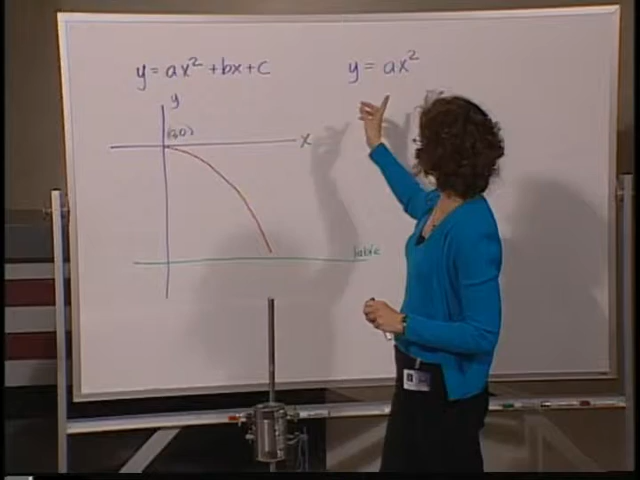 y = ax² + bx + c
y = ax²
y
(0,0)
x
table